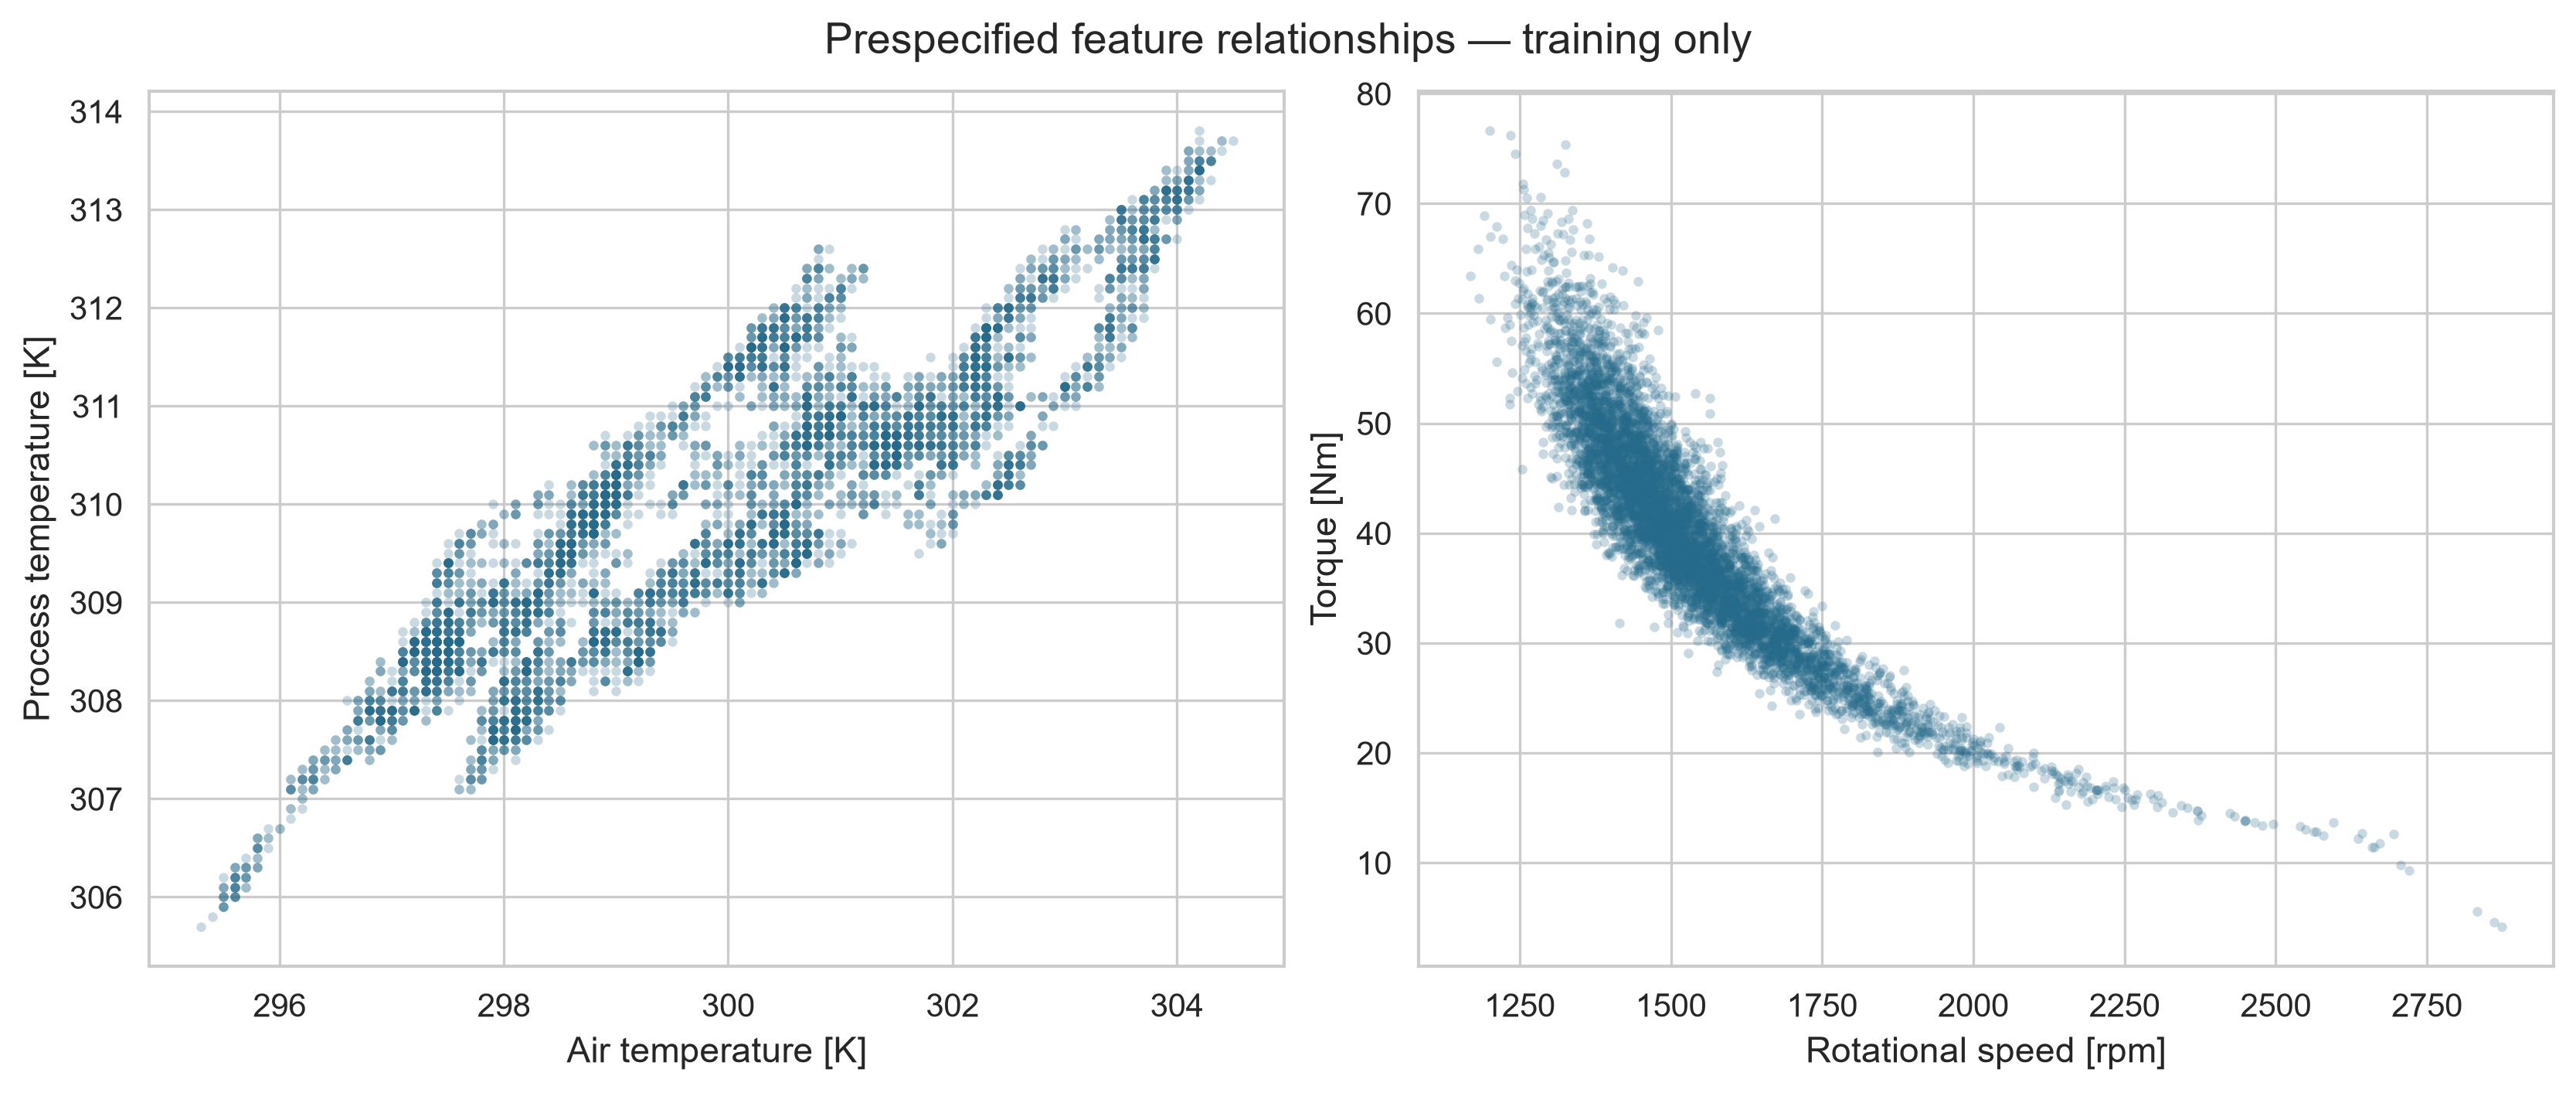 Prespecified feature relationships — training only
314
313
312
311
310
309
308
307
306
Process temperature [K]
296 298 300 302 304
Air temperature [K]
80
70
60
50
40
30
20
10
Torque [Nm]
1250 1500 1750 2000 2250 2500 2750
Rotational speed [rpm]